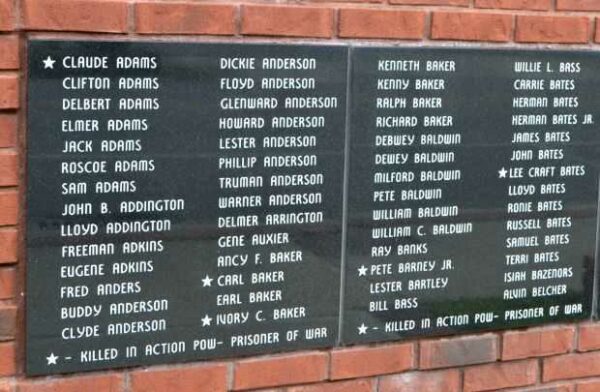 ★ CLAUDE ADAMS
CLIFTON ADAMS
DELBERT ADAMS
ELMER ADAMS
JACK ADAMS
ROSCOE ADAMS
SAM ADAMS
JOHN B. ADDINGTON
LLOYD ADDINGTON
FREEMAN ADKINS
EUGENE ADKINS
FRED ANDERS
BUDDY ANDERSON
CLYDE ANDERSON
DICKIE ANDERSON
FLOYD ANDERSON
GLENWARD ANDERSON
HOWARD ANDERSON
LESTER ANDERSON
PHILLIP ANDERSON
TRUMAN ANDERSON
WARNER ANDERSON
DELMER ARRINGTON
GENE AUXIER
ANCY F. BAKER
★ CARL BAKER
EARL BAKER
★ IVORY C. BAKER
★ - KILLED IN ACTION POW- PRISONER OF WAR
KENNETH BAKER
KENNY BAKER
RALPH BAKER
RICHARD BAKER
DEBWEY BALDWIN
DEWEY BALDWIN
MILFORD BALDWIN
PETE BALDWIN
WILLIAM BALDWIN
WILLIAM C. BALDWIN
RAY BANKS
★ PETE BARNEY JR.
LESTER BARTLEY
BILL BASS
WILLIE L. BASS
CARRIE BATES
HERMAN BATES
HERMAN BATES JR.
JAMES BATES
JOHN BATES
★ LEE CRAFT BATES
LLOYD BATES
RONIE BATES
RUSSELL BATES
SAMUEL BATES
TERRI BATES
ISIAH BAZENORS
ALVIN BELCHER
★ - KILLED IN ACTION POW- PRISONER OF WAR